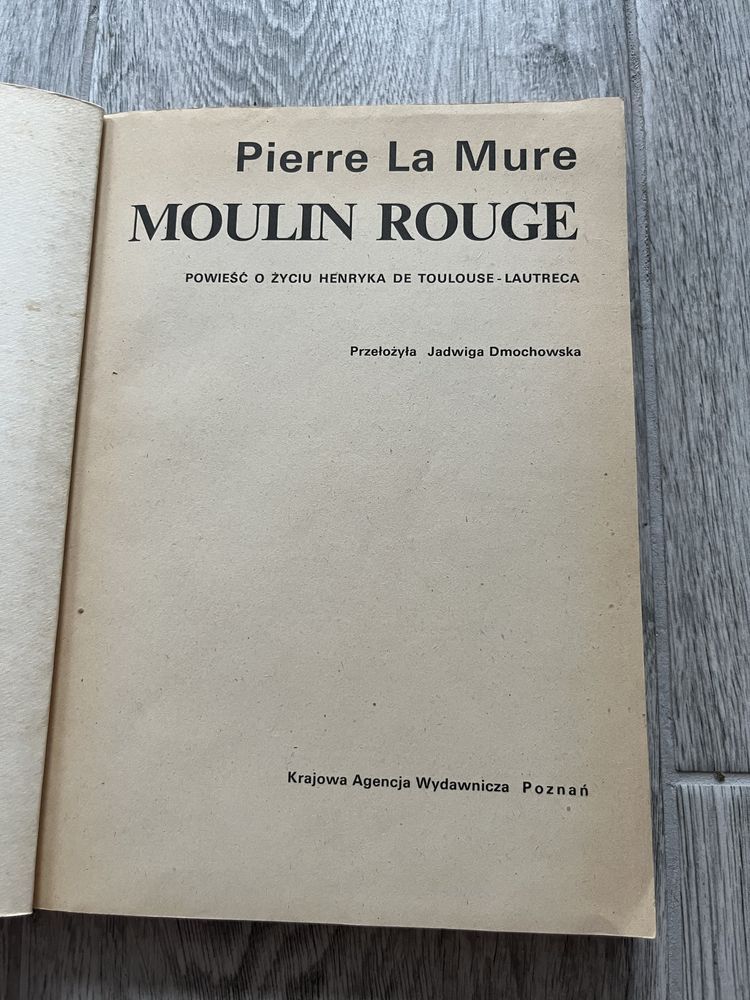 Pierre La Mure
MOULIN ROUGE
POWIEŚĆ O ŻYCIU HENRYKA DE TOULOUSE-LAUTRECA
Przełożyła Jadwiga Dmochowska
Krajowa Agencja Wydawnicza Poznań